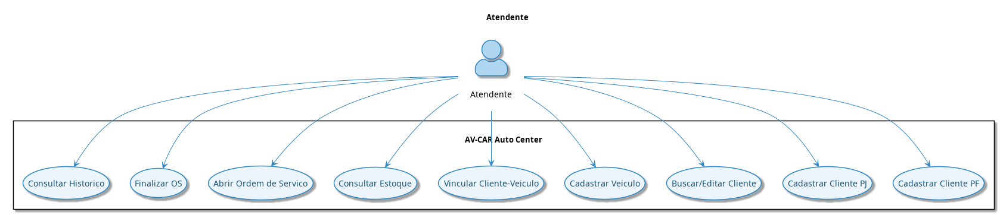 Atendente
Atendente
AV-CAR Auto Center
Consultar Historico
Finalizar OS
Abrir Ordem de Servico
Consultar Estoque
Vincular Cliente-Veiculo
Cadastrar Veiculo
Buscar/Editar Cliente
Cadastrar Cliente PJ
Cadastrar Cliente PF